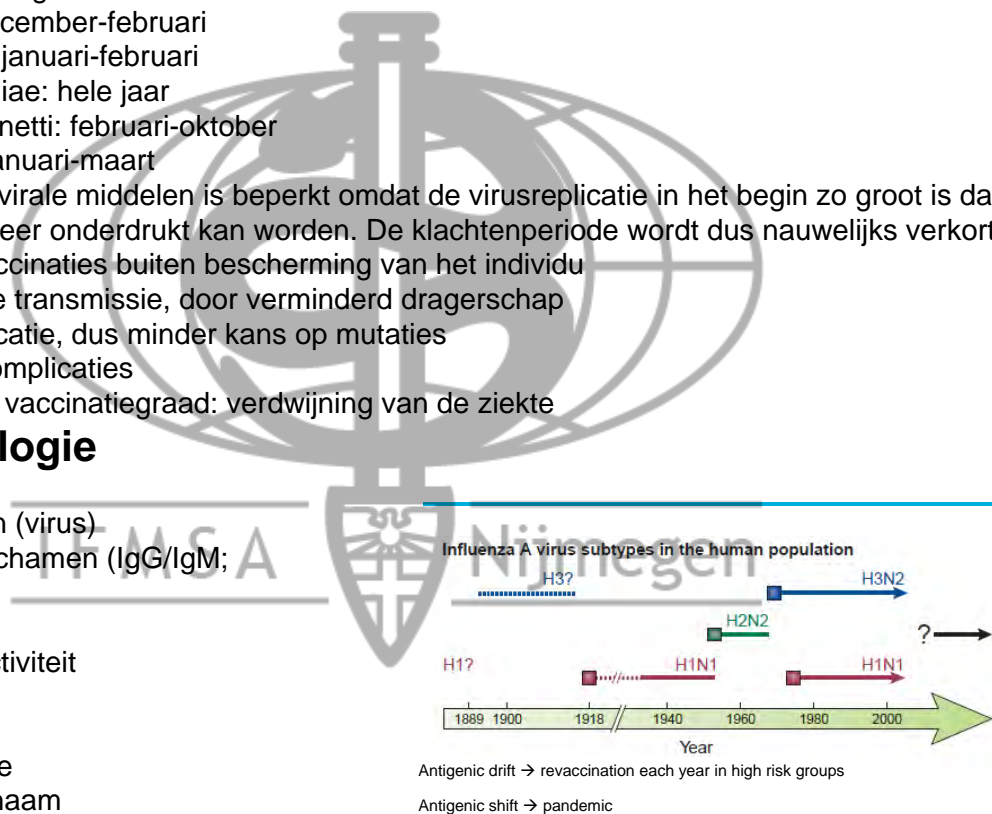 cember-februari
januari-februari
iae: hele jaar
netti: februari-oktober
anuari-maart
virale middelen is beperkt omdat de virusreplicatie in het begin zo groot is da
eer onderdrukt kan worden. De klachtenperiode wordt dus nauwelijks verkort
ccinaties buiten bescherming van het individu
e transmissie, door verminderd dragerschap
catie, dus minder kans op mutaties
omplicaties
vaccinatiegraad: verdwijning van de ziekte
logie
n (virus)
chamen (IgG/IgM;
IFMSA Nijmegen
tiviteit
e
naam
Influenza A virus subtypes in the human population
H3? H3N2
H2N2 ?
H1? H1N1 H1N1
1889 1900 1918 // 1940 1960 1980 2000
Year
Antigenic drift → revaccination each year in high risk groups
Antigenic shift → pandemic